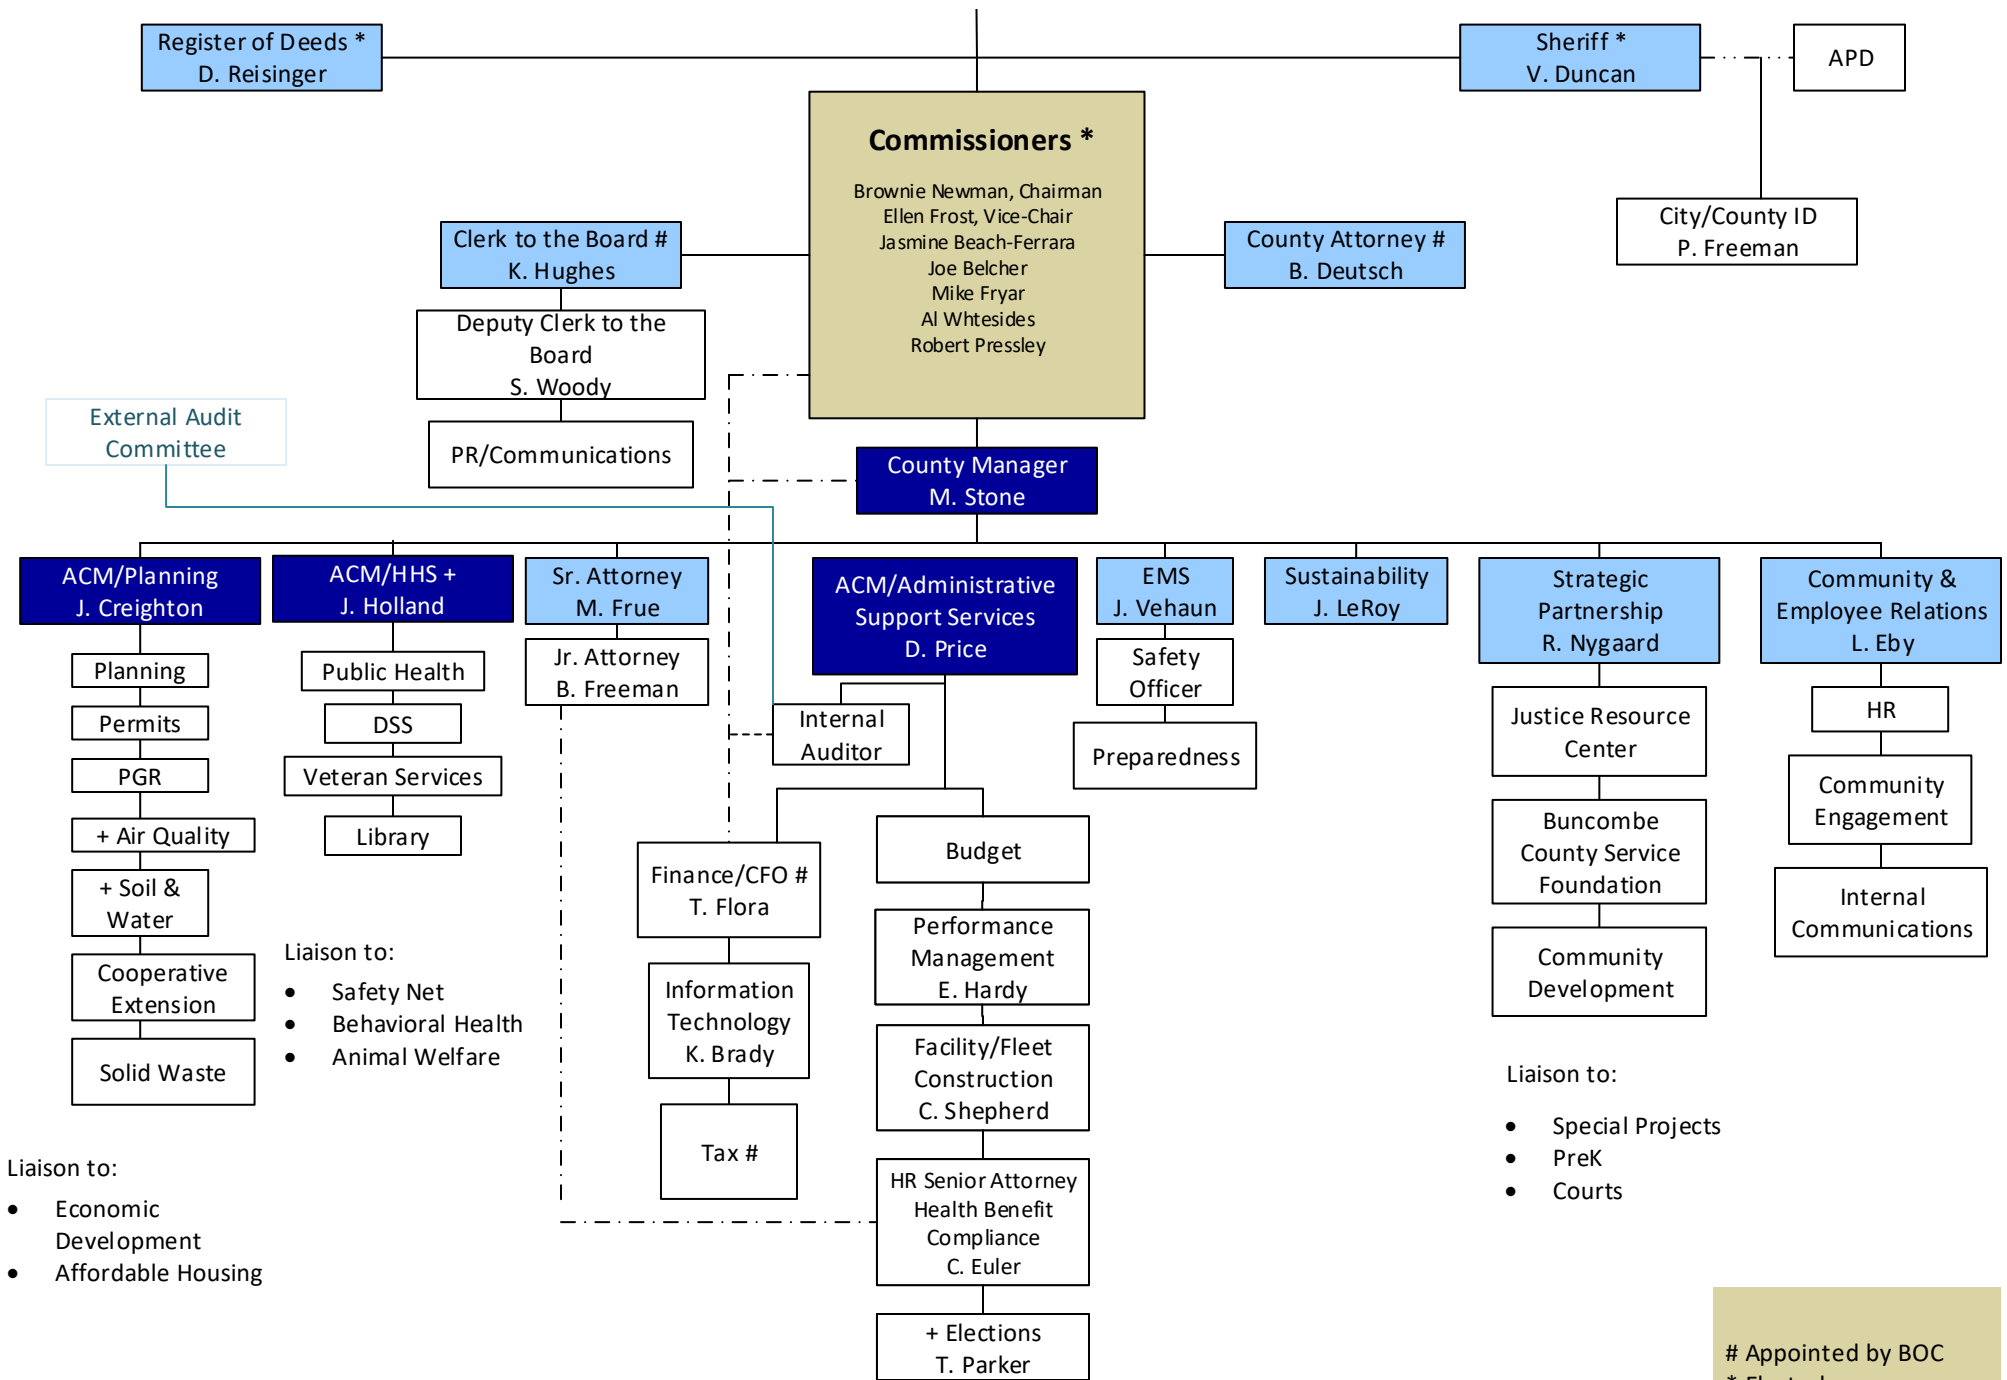 Register of Deeds *
D. Reisinger
Sheriff *
V. Duncan
APD
Commissioners *
Brownie Newman, Chairman
Ellen Frost, Vice-Chair
Jasmine Beach-Ferrara
Joe Belcher
Mike Fryar
Al Whtesides
Robert Pressley
City/County ID
P. Freeman
Clerk to the Board #
K. Hughes
County Attorney #
B. Deutsch
Deputy Clerk to the
Board
S. Woody
PR/Communications
External Audit
Committee
County Manager
M. Stone
ACM/Planning
J. Creighton
Planning
Permits
PGR
+ Air Quality
+ Soil &
Water
Cooperative
Extension
Solid Waste
Liaison to:
• Economic
Development
• Affordable Housing
ACM/HHS +
J. Holland
Public Health
DSS
Veteran Services
Library
Liaison to:
• Safety Net
• Behavioral Health
• Animal Welfare
Sr. Attorney
M. Frue
Jr. Attorney
B. Freeman
ACM/Administrative
Support Services
D. Price
Internal
Auditor
Finance/CFO #
T. Flora
Information
Technology
K. Brady
Tax #
Budget
Performance
Management
E. Hardy
Facility/Fleet
Construction
C. Shepherd
HR Senior Attorney
Health Benefit
Compliance
C. Euler
+ Elections
T. Parker
EMS
J. Vehaun
Safety
Officer
Preparedness
Sustainability
J. LeRoy
Strategic
Partnership
R. Nygaard
Justice Resource
Center
Buncombe
County Service
Foundation
Community
Development
Liaison to:
• Special Projects
• PreK
• Courts
Community &
Employee Relations
L. Eby
HR
Community
Engagement
Internal
Communications
# Appointed by BOC